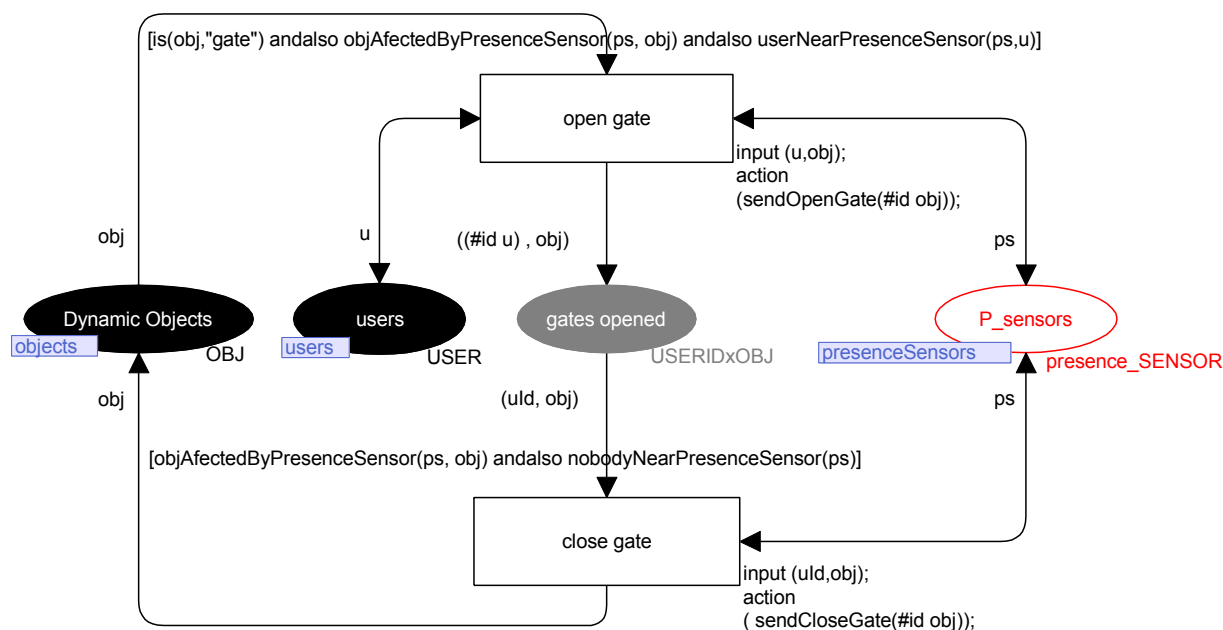 [is(obj,"gate") andalso objAfectedByPresenceSensor(ps, obj) andalso userNearPresenceSensor(ps,u)]
open gate
input (u,obj);
action
(sendOpenGate(#id obj));
obj
u
((#id u) , obj)
ps
Dynamic Objects
objects
OBJ
users
users
USER
gates opened
USERIDxOBJ
P_sensors
presenceSensors
presence_SENSOR
obj
(uId, obj)
ps
[objAfectedByPresenceSensor(ps, obj) andalso nobodyNearPresenceSensor(ps)]
close gate
input (uId,obj);
action
( sendCloseGate(#id obj));